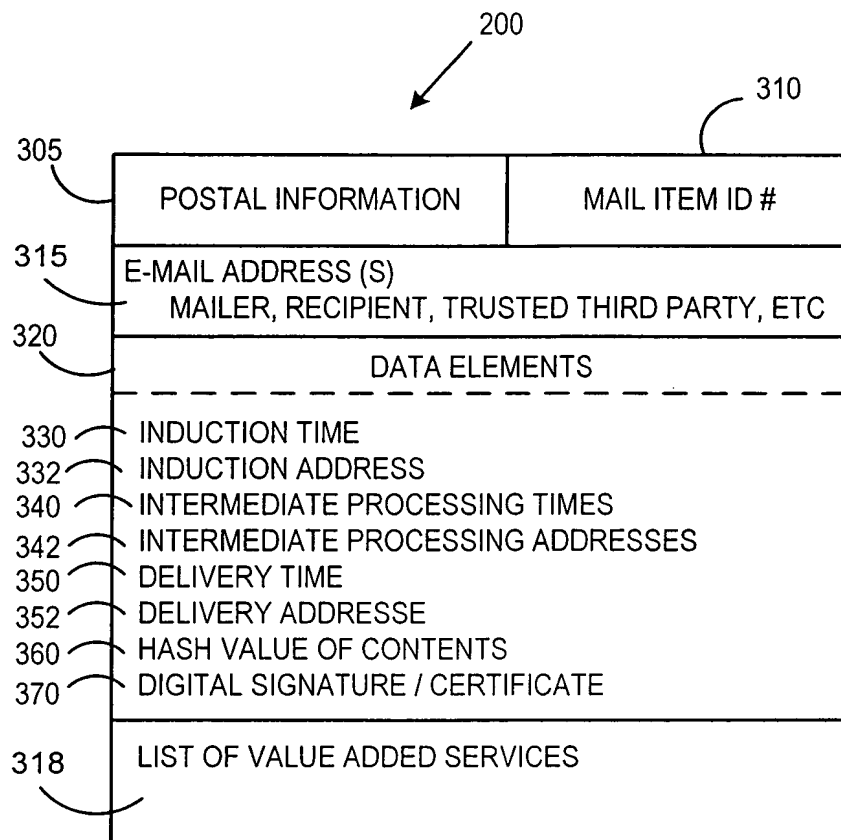 200
310
305
POSTAL INFORMATION
MAIL ITEM ID #
315
E-MAIL ADDRESS (S)
MAILER, RECIPIENT, TRUSTED THIRD PARTY, ETC
320
DATA ELEMENTS
330 INDUCTION TIME
332 INDUCTION ADDRESS
340 INTERMEDIATE PROCESSING TIMES
342 INTERMEDIATE PROCESSING ADDRESSES
350 DELIVERY TIME
352 DELIVERY ADDRESSE
360 HASH VALUE OF CONTENTS
370 DIGITAL SIGNATURE / CERTIFICATE
318
LIST OF VALUE ADDED SERVICES